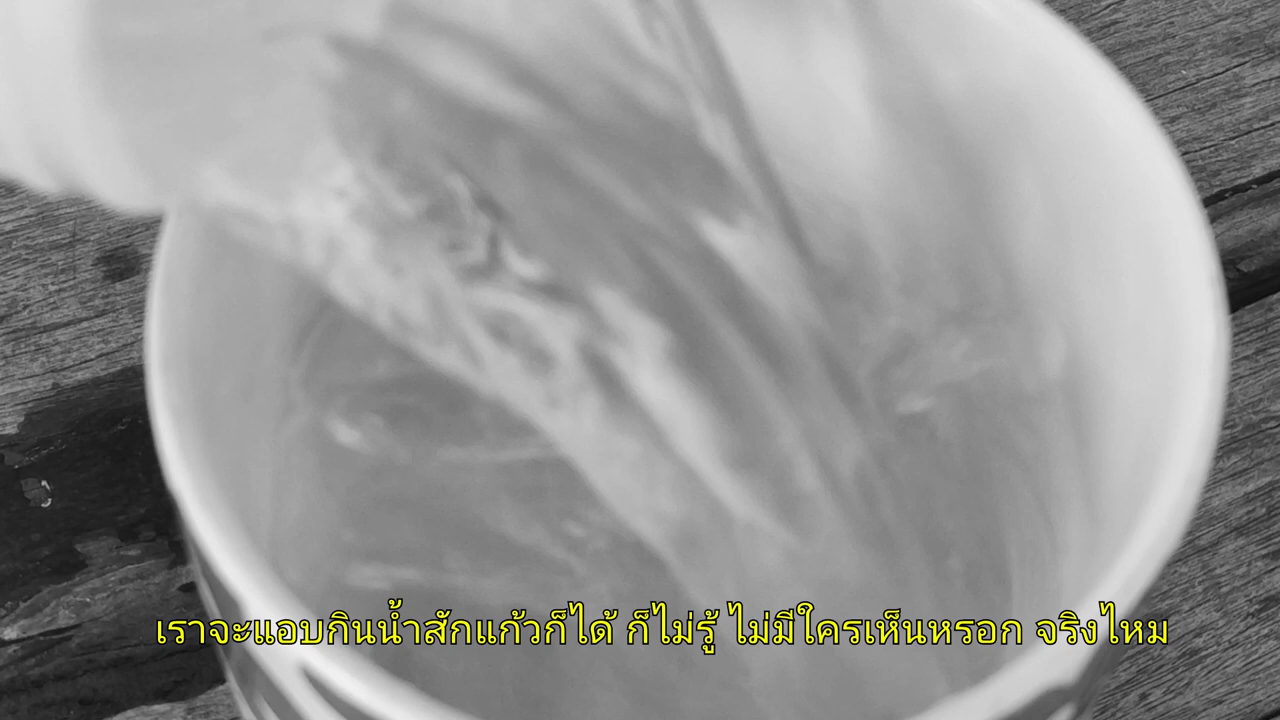 เราจะแอบกินน้ำสักแก้วก็ได้ ก็ไม่รู้ ไม่มีใครเห็นหรอก จริงไหม